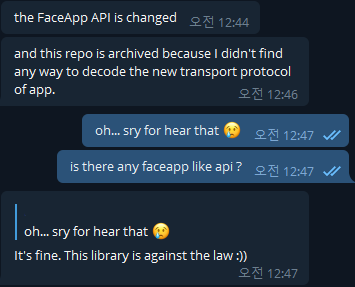 the FaceApp API is changed
오전 12:44
and this repo is archived because I didn't find
any way to decode the new transport protocol
of app.
오전 12:46
oh... sry for hear that 😢
오전 12:47
is there any faceapp like api ?
오전 12:47
oh... sry for hear that 😢
It's fine. This library is against the law :))
오전 12:47